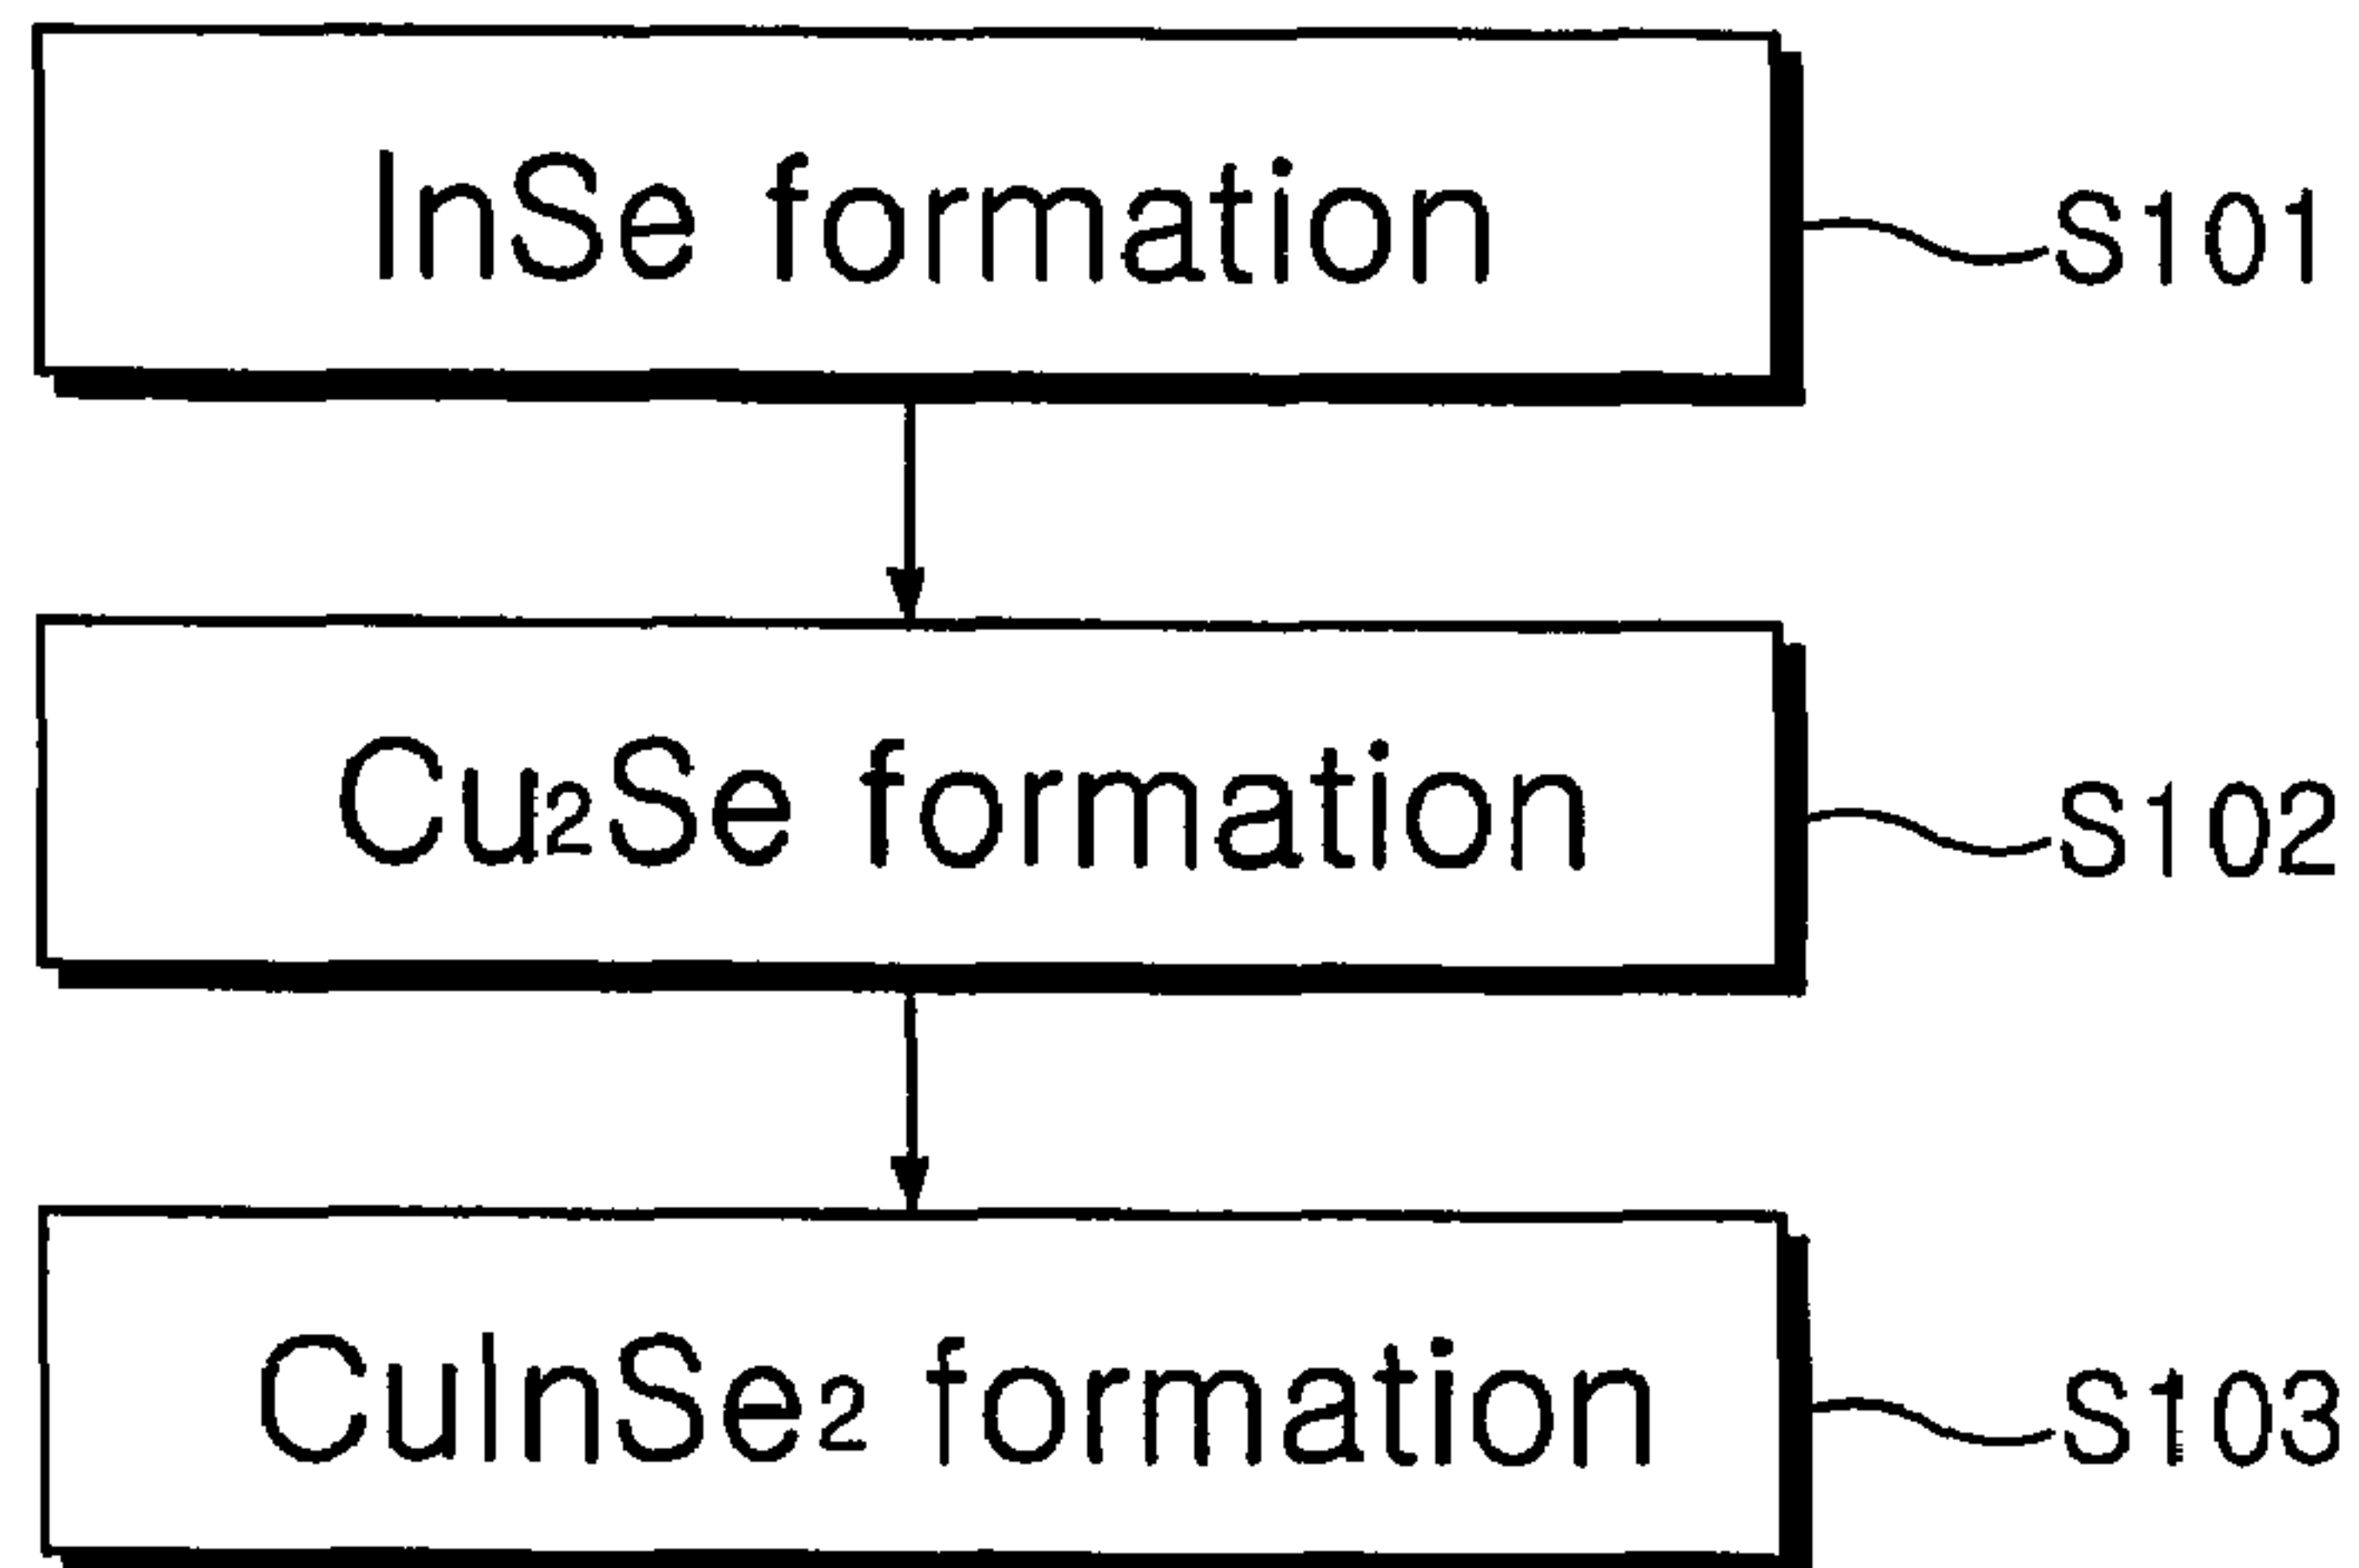 InSe formation
S101
Cu₂Se formation
S102
CuInSe₂ formation
S103